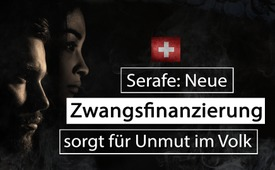 Serafe: Neue
Zwangsfinanzierung
sorgt für Unmut im Volk